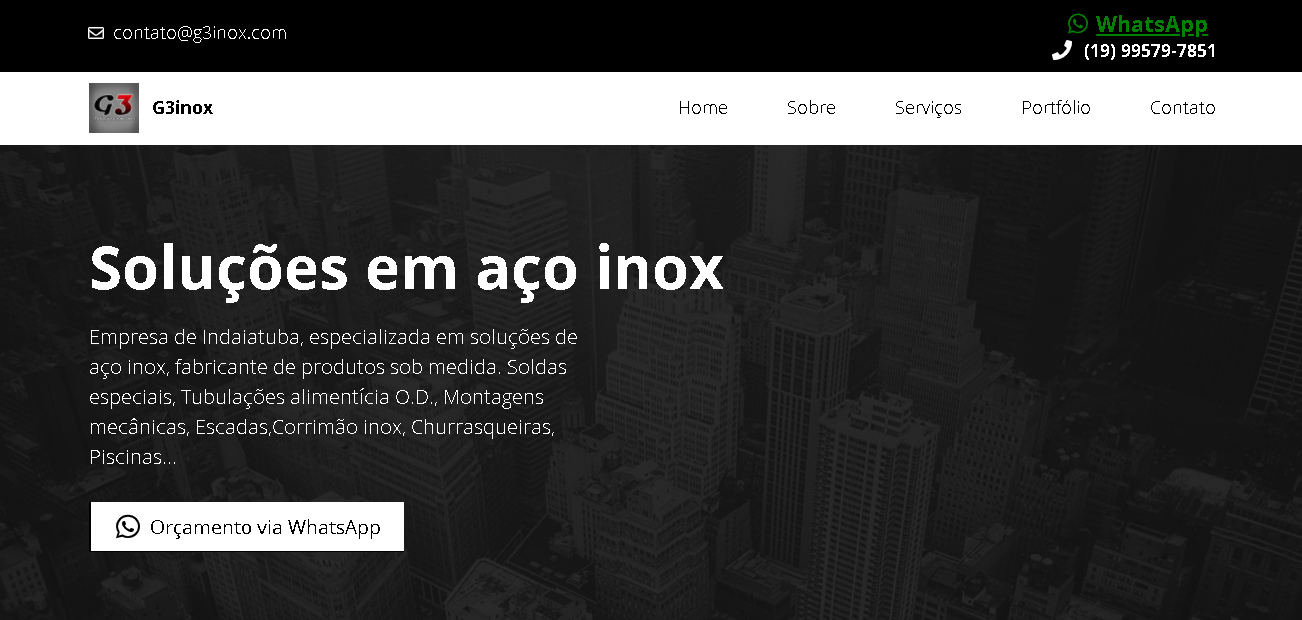 contato@g3inox.com
WhatsApp
(19) 99579-7851
G3 G3inox
Home Sobre Serviços Portfólio Contato
Soluções em aço inox
Empresa de Indaiatuba, especializada em soluções de
aço inox, fabricante de produtos sob medida. Soldas
especiais, Tubulações alimentícia O.D., Montagens
mecânicas, Escadas,Corrimão inox, Churrasqueiras,
Piscinas...
Orçamento via WhatsApp